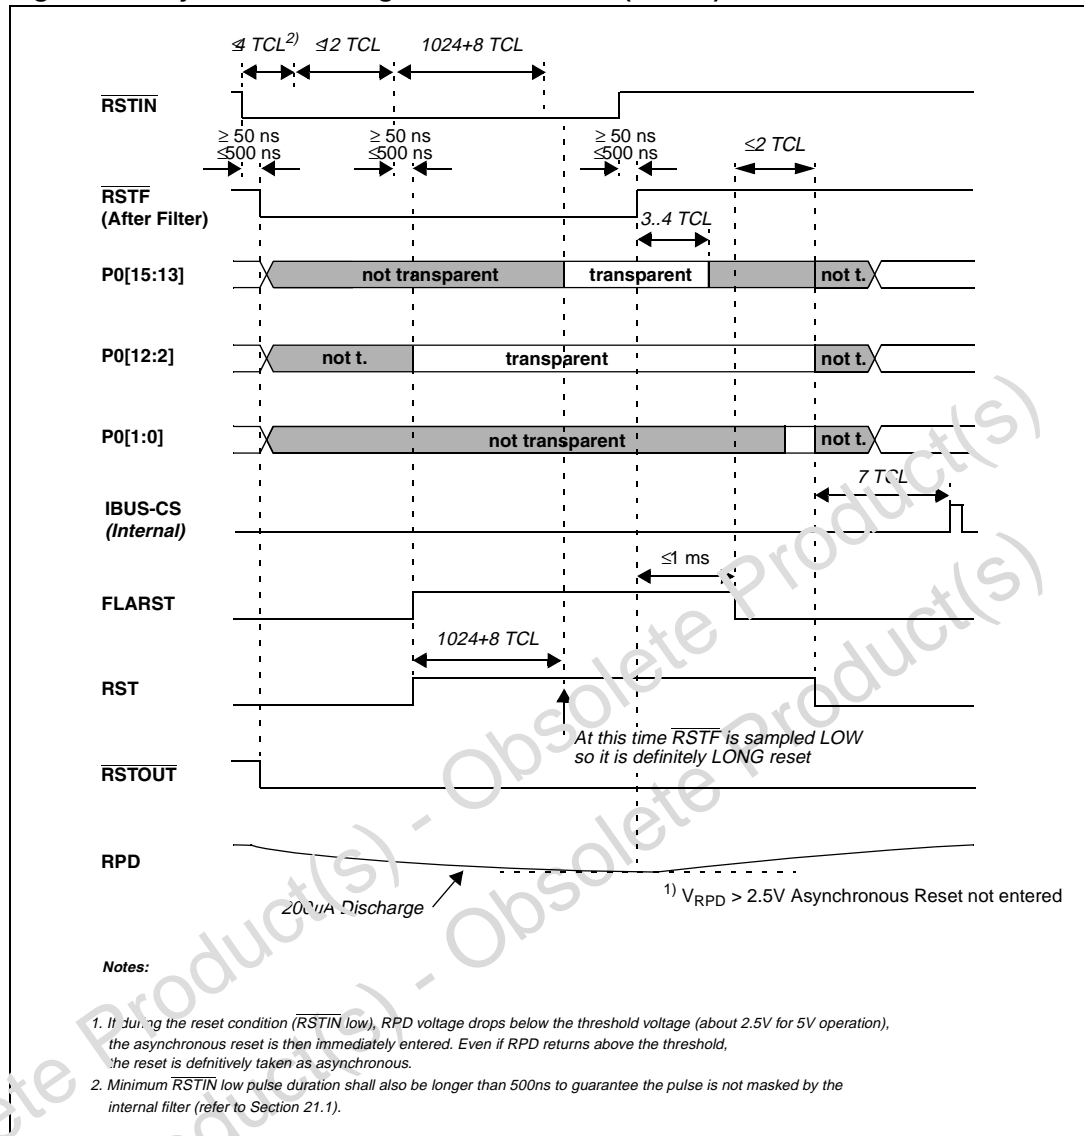 ≤4 TCL2) ≤12 TCL 1024+8 TCL
RSTIN
≥ 50 ns ≥ 50 ns ≥ 50 ns
≤500 ns ≤500 ns ≤500 ns ≤2 TCL
RSTF
(After Filter)
3..4 TCL
P0[15:13] not transparent transparent not t.
P0[12:2] not t. transparent not t.
P0[1:0] not transparent not t.
7 TCL
IBUS-CS
(Internal)
≤1 ms
FLARST
1024+8 TCL
RST
At this time RSTF is sampled LOW
so it is definitely LONG reset
RSTOUT
RPD
1) VRPD > 2.5V Asynchronous Reset not entered
200uA Discharge
Notes:
1. If during the reset condition (RSTIN low), RPD voltage drops below the threshold voltage (about 2.5V for 5V operation),
the asynchronous reset is then immediately entered. Even if RPD returns above the threshold,
the reset is defnitively taken as asynchronous.
2. Minimum RSTIN low pulse duration shall also be longer than 500ns to guarantee the pulse is not masked by the
internal filter (refer to Section 21.1).
Obsolete Product(s) - Obsolete Product(s)
Obsolete Product(s) - Obsolete Product(s)